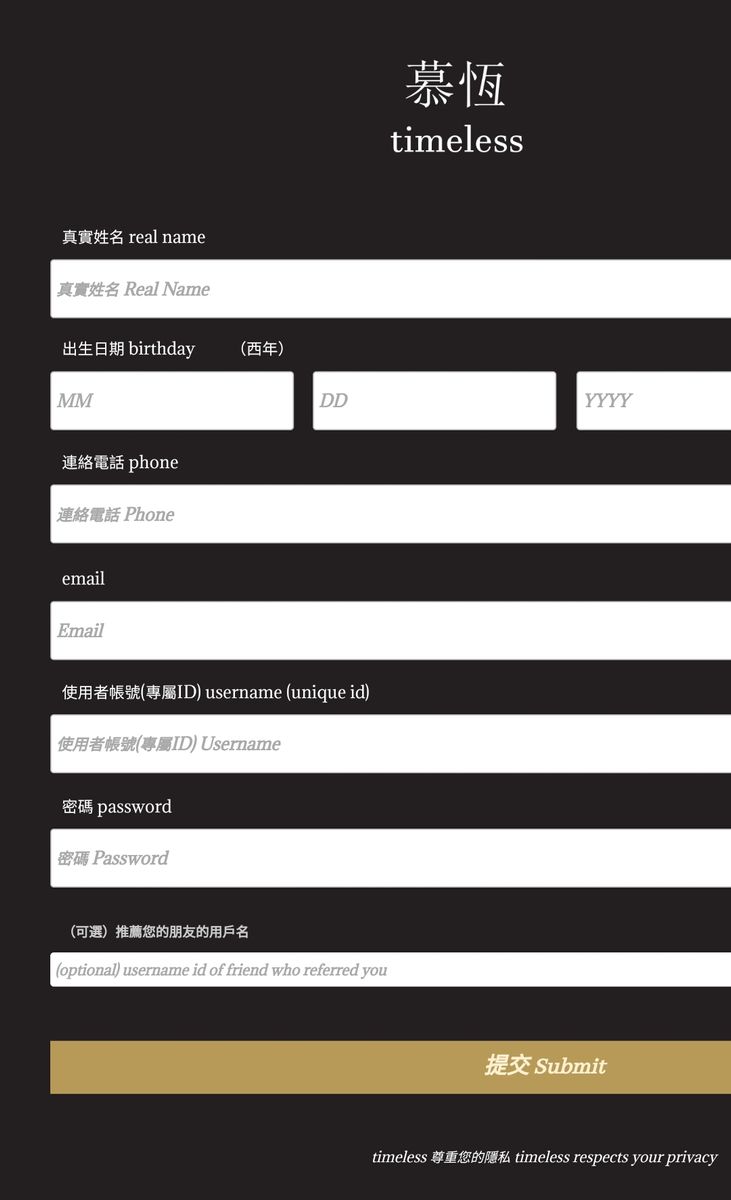 慕恆
timeless
真實姓名 real name
真實姓名 Real Name
出生日期 birthday （西年）
MM DD YYYY
連絡電話 phone
連絡電話 Phone
email
Email
使用者帳號(專屬ID) username (unique id)
使用者帳號(專屬ID) Username
密碼 password
密碼 Password
（可選）推薦您的朋友的用戶名
(optional) username id of friend who referred you
提交 Submit
timeless 尊重您的隱私 timeless respects your privacy